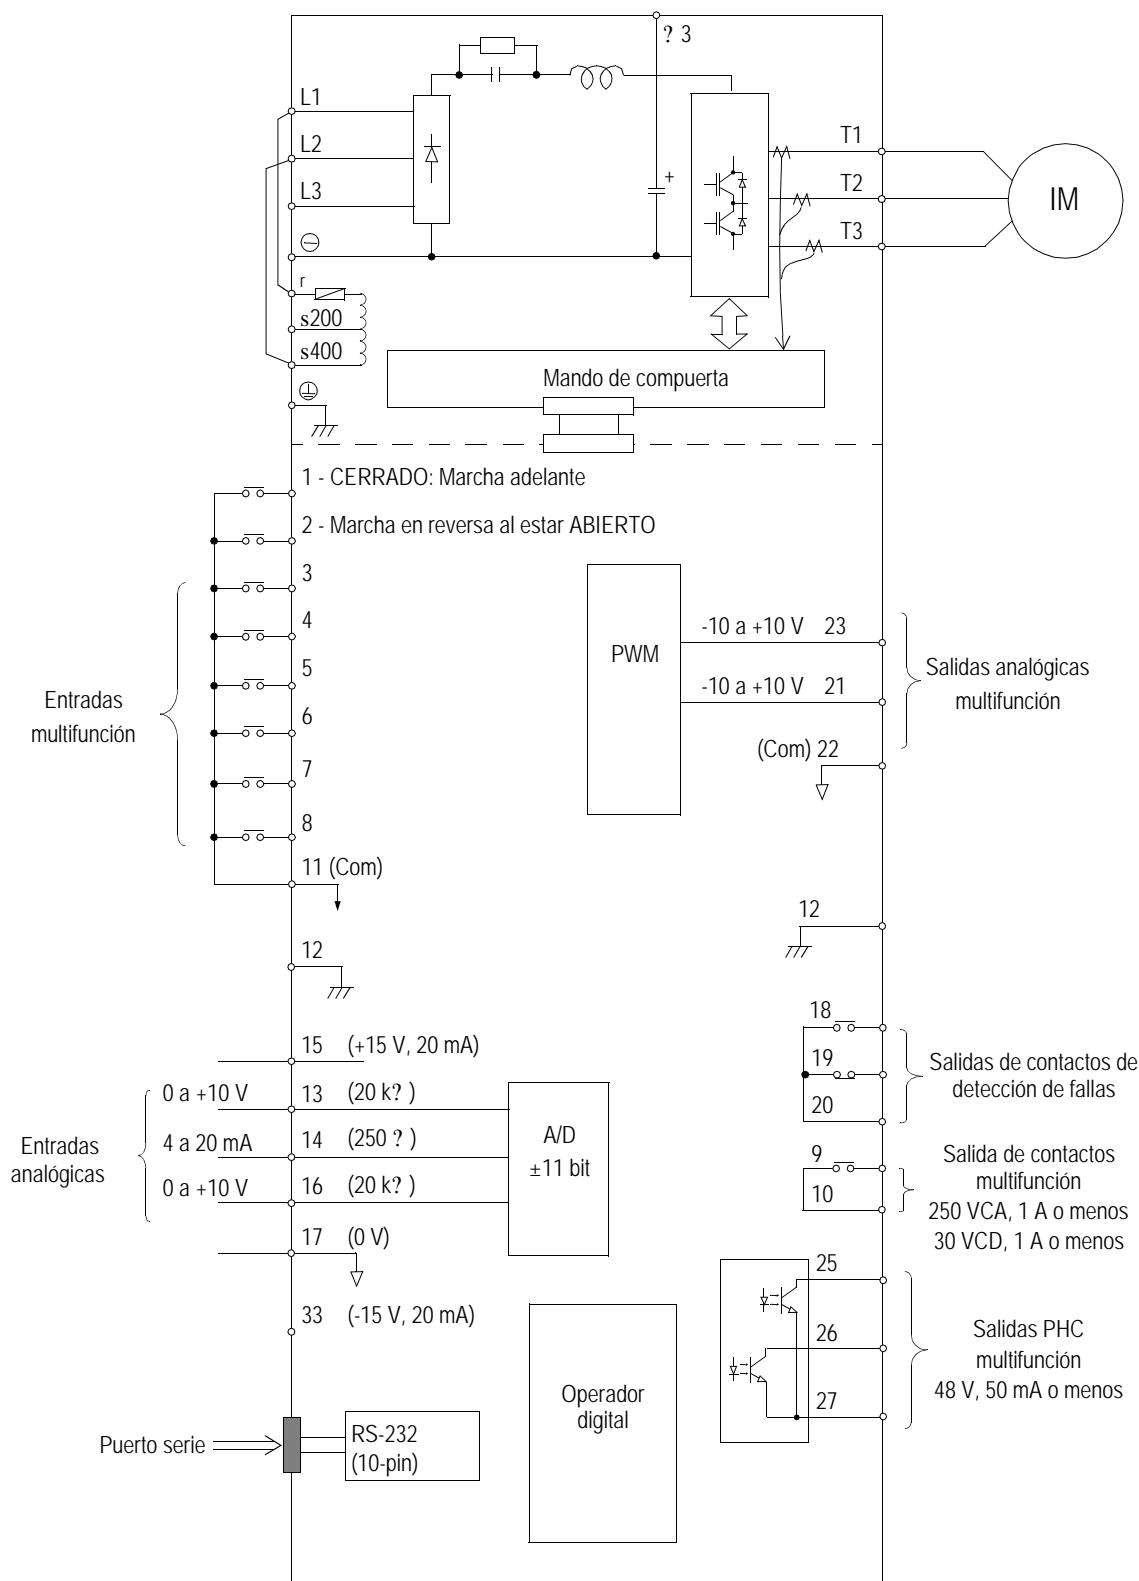 ? 3
L1
L2
L3
T1
T2
T3
IM
+
r
s200
s400
Mando de compuerta
1 - CERRADO: Marcha adelante
2 - Marcha en reversa al estar ABIERTO
3
4
5
6
7
8
Entradas
multifunción
11 (Com)
12
PWM
-10 a +10 V 23
-10 a +10 V 21
(Com) 22
Salidas analógicas
multifunción
12
15 (+15 V, 20 mA)
0 a +10 V 13 (20 k? )
4 a 20 mA 14 (250 ? )
0 a +10 V 16 (20 k? )
17 (0 V)
33 (-15 V, 20 mA)
Entradas
analógicas
A/D
±11 bit
18
19
20
Salidas de contactos de
detección de fallas
9
10
Salida de contactos
multifunción
250 VCA, 1 A o menos
30 VCD, 1 A o menos
25
26
27
Salidas PHC
multifunción
48 V, 50 mA o menos
Operador
digital
Puerto serie
RS-232
(10-pin)